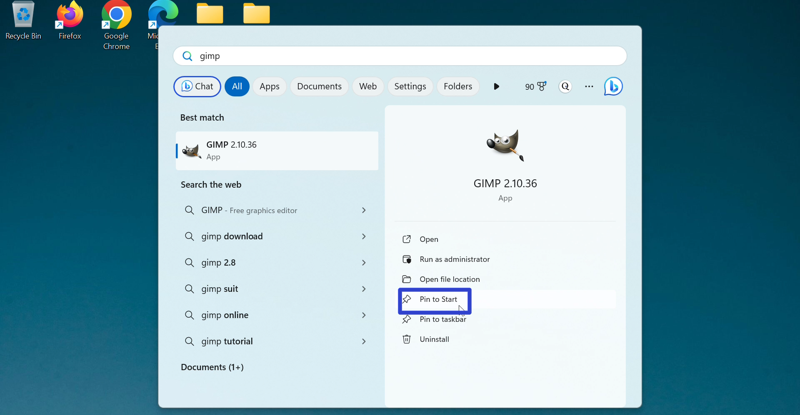 Recycle Bin
Firefox
Google
Chrome
gimp
Chat
All
Apps
Documents
Web
Settings
Folders
90
Best match
GIMP 2.10.36
App
Search the web
GIMP - Free graphics editor
gimp download
gimp 2.8
gimp suit
gimp online
gimp tutorial
Documents (1+)
GIMP 2.10.36
App
Open
Run as administrator
Open file location
Pin to Start
Pin to taskbar
Uninstall